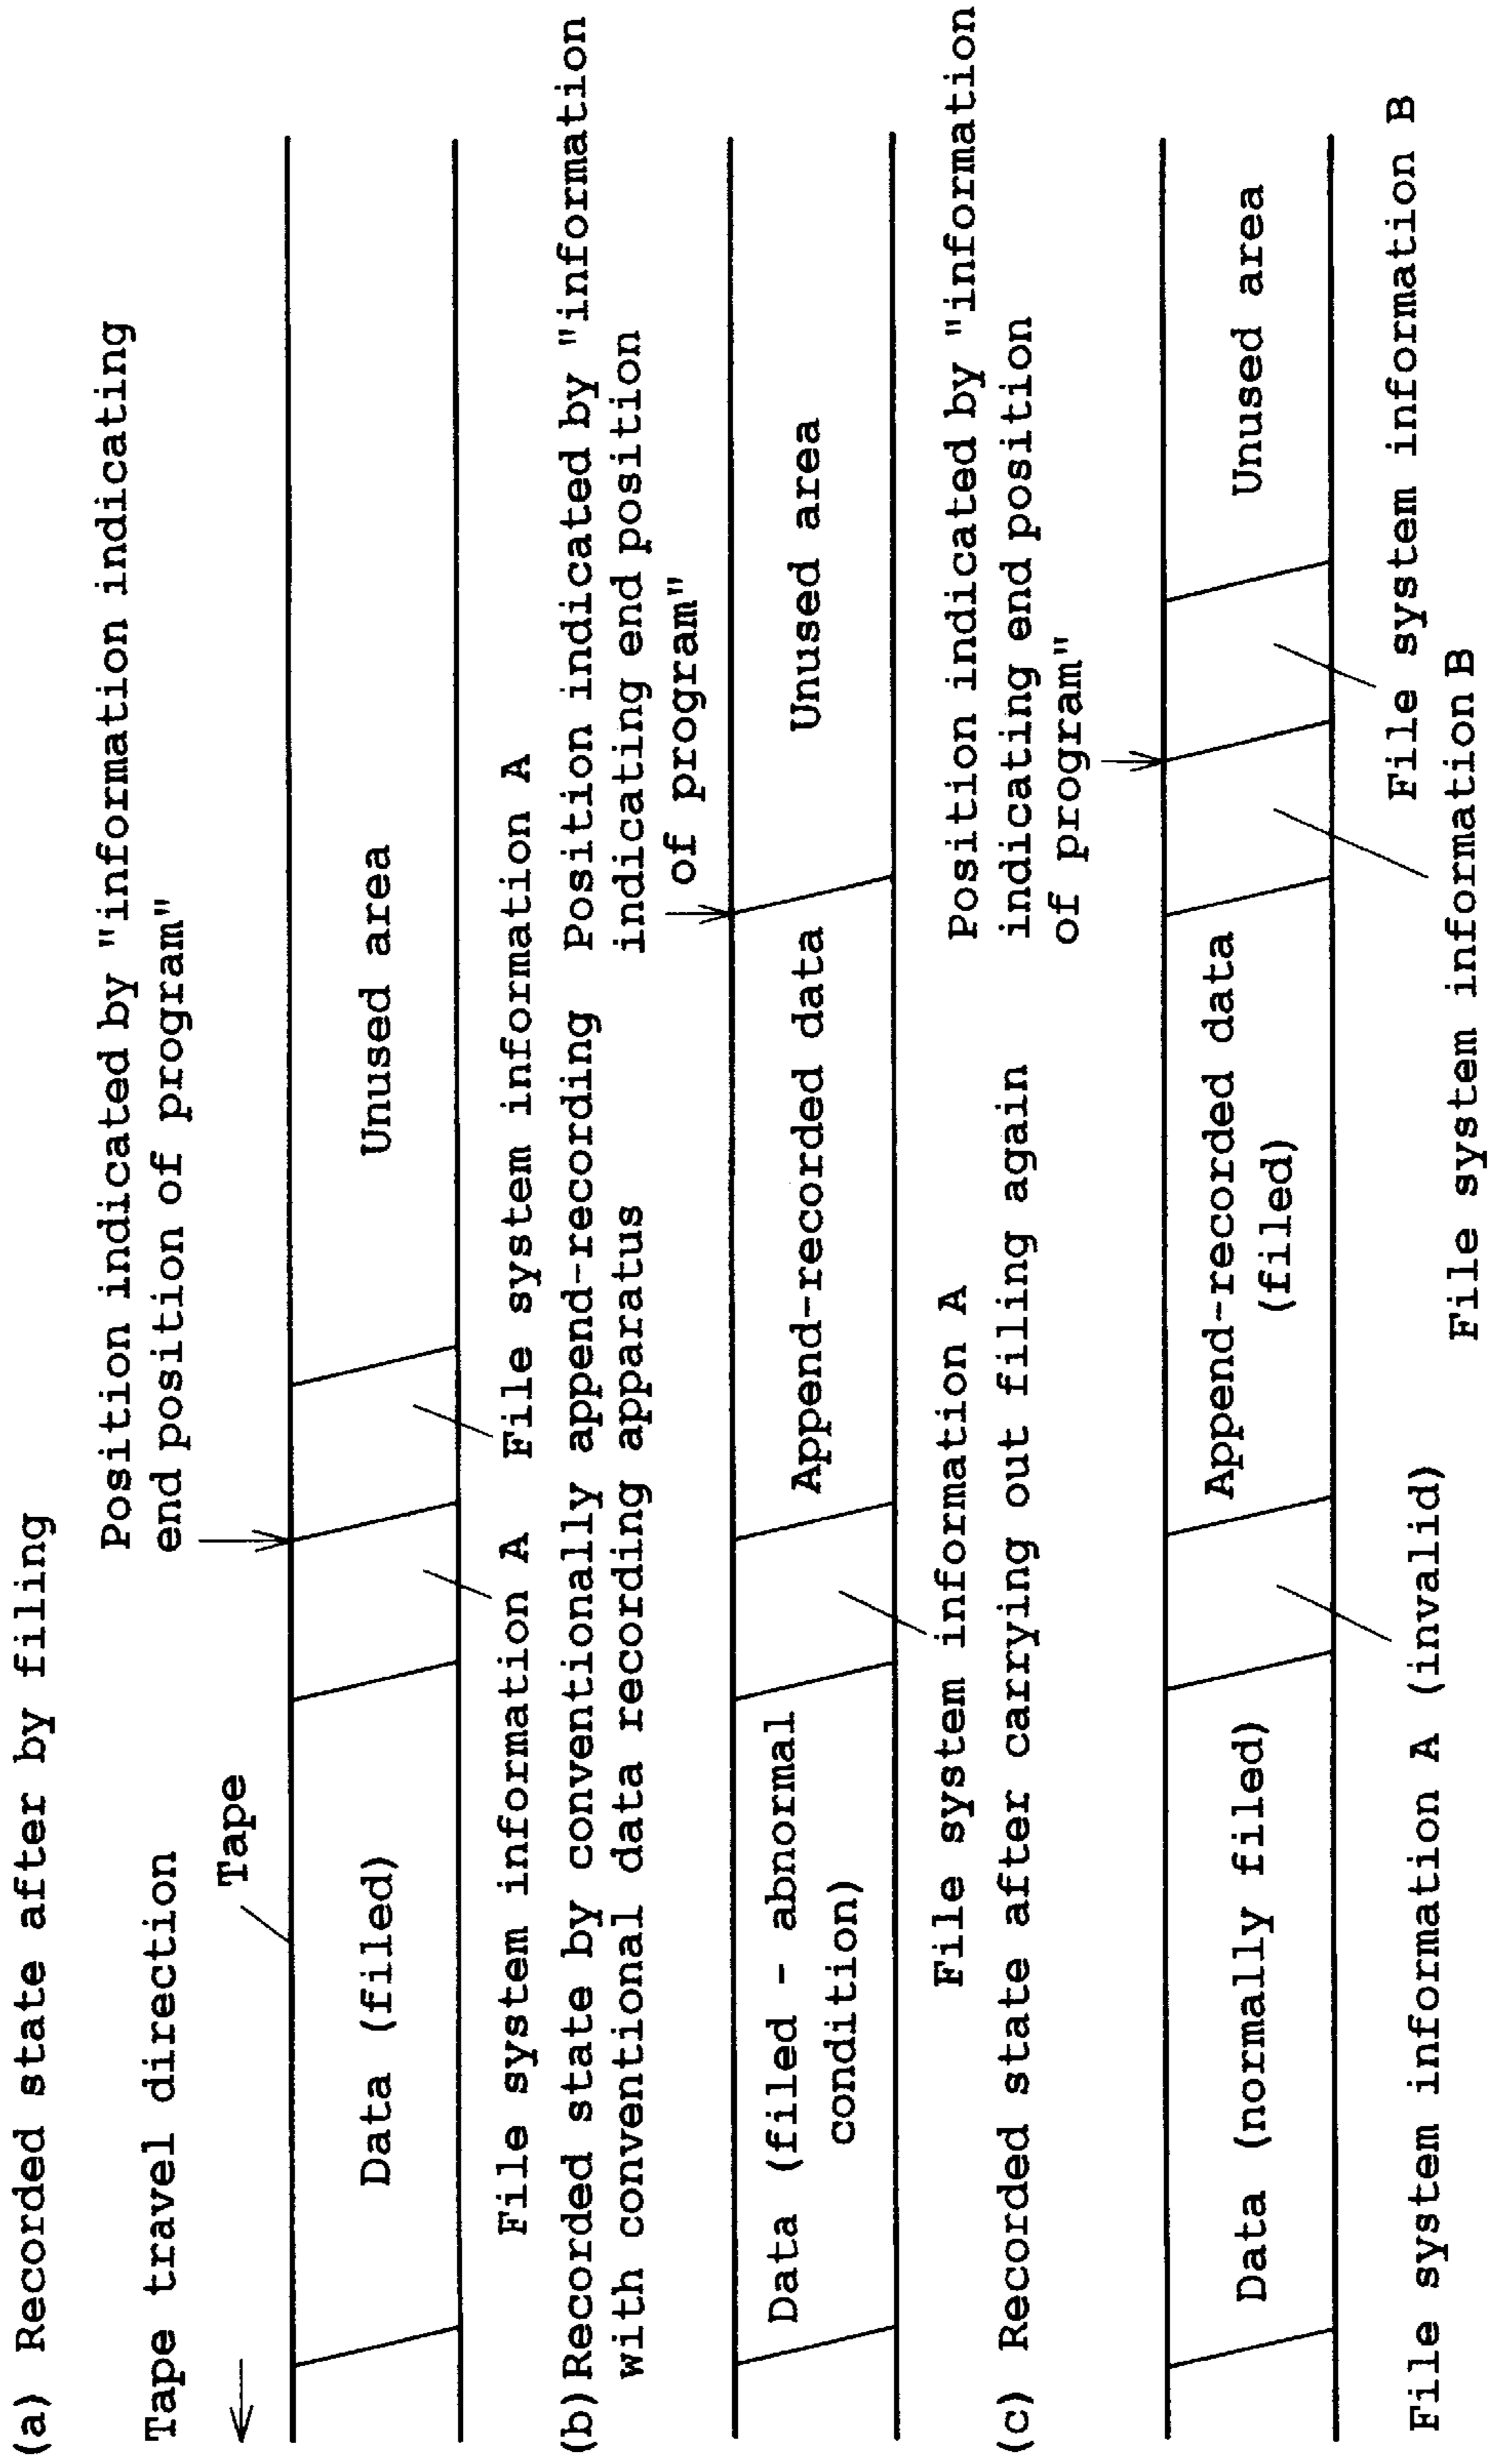 (a) Recorded state after by filing
Position indicated by "information indicating
end position of program"
Tape travel direction
Tape
Data (filed)
Unused area
File system information A
File system information A
(b)Recorded state by conventionally append-recording
with conventional data recording apparatus
Position indicated by "information
indicating end position
of program"
Data (filed - abnormal
condition)
Append-recorded data
Unused area
File system information A
(c) Recorded state after carrying out filing again
Position indicated by "information
indicating end position
of program"
Data (normally filed)
Append-recorded data
(filed)
Unused area
File system information A (invalid)
File system information B
File system information B